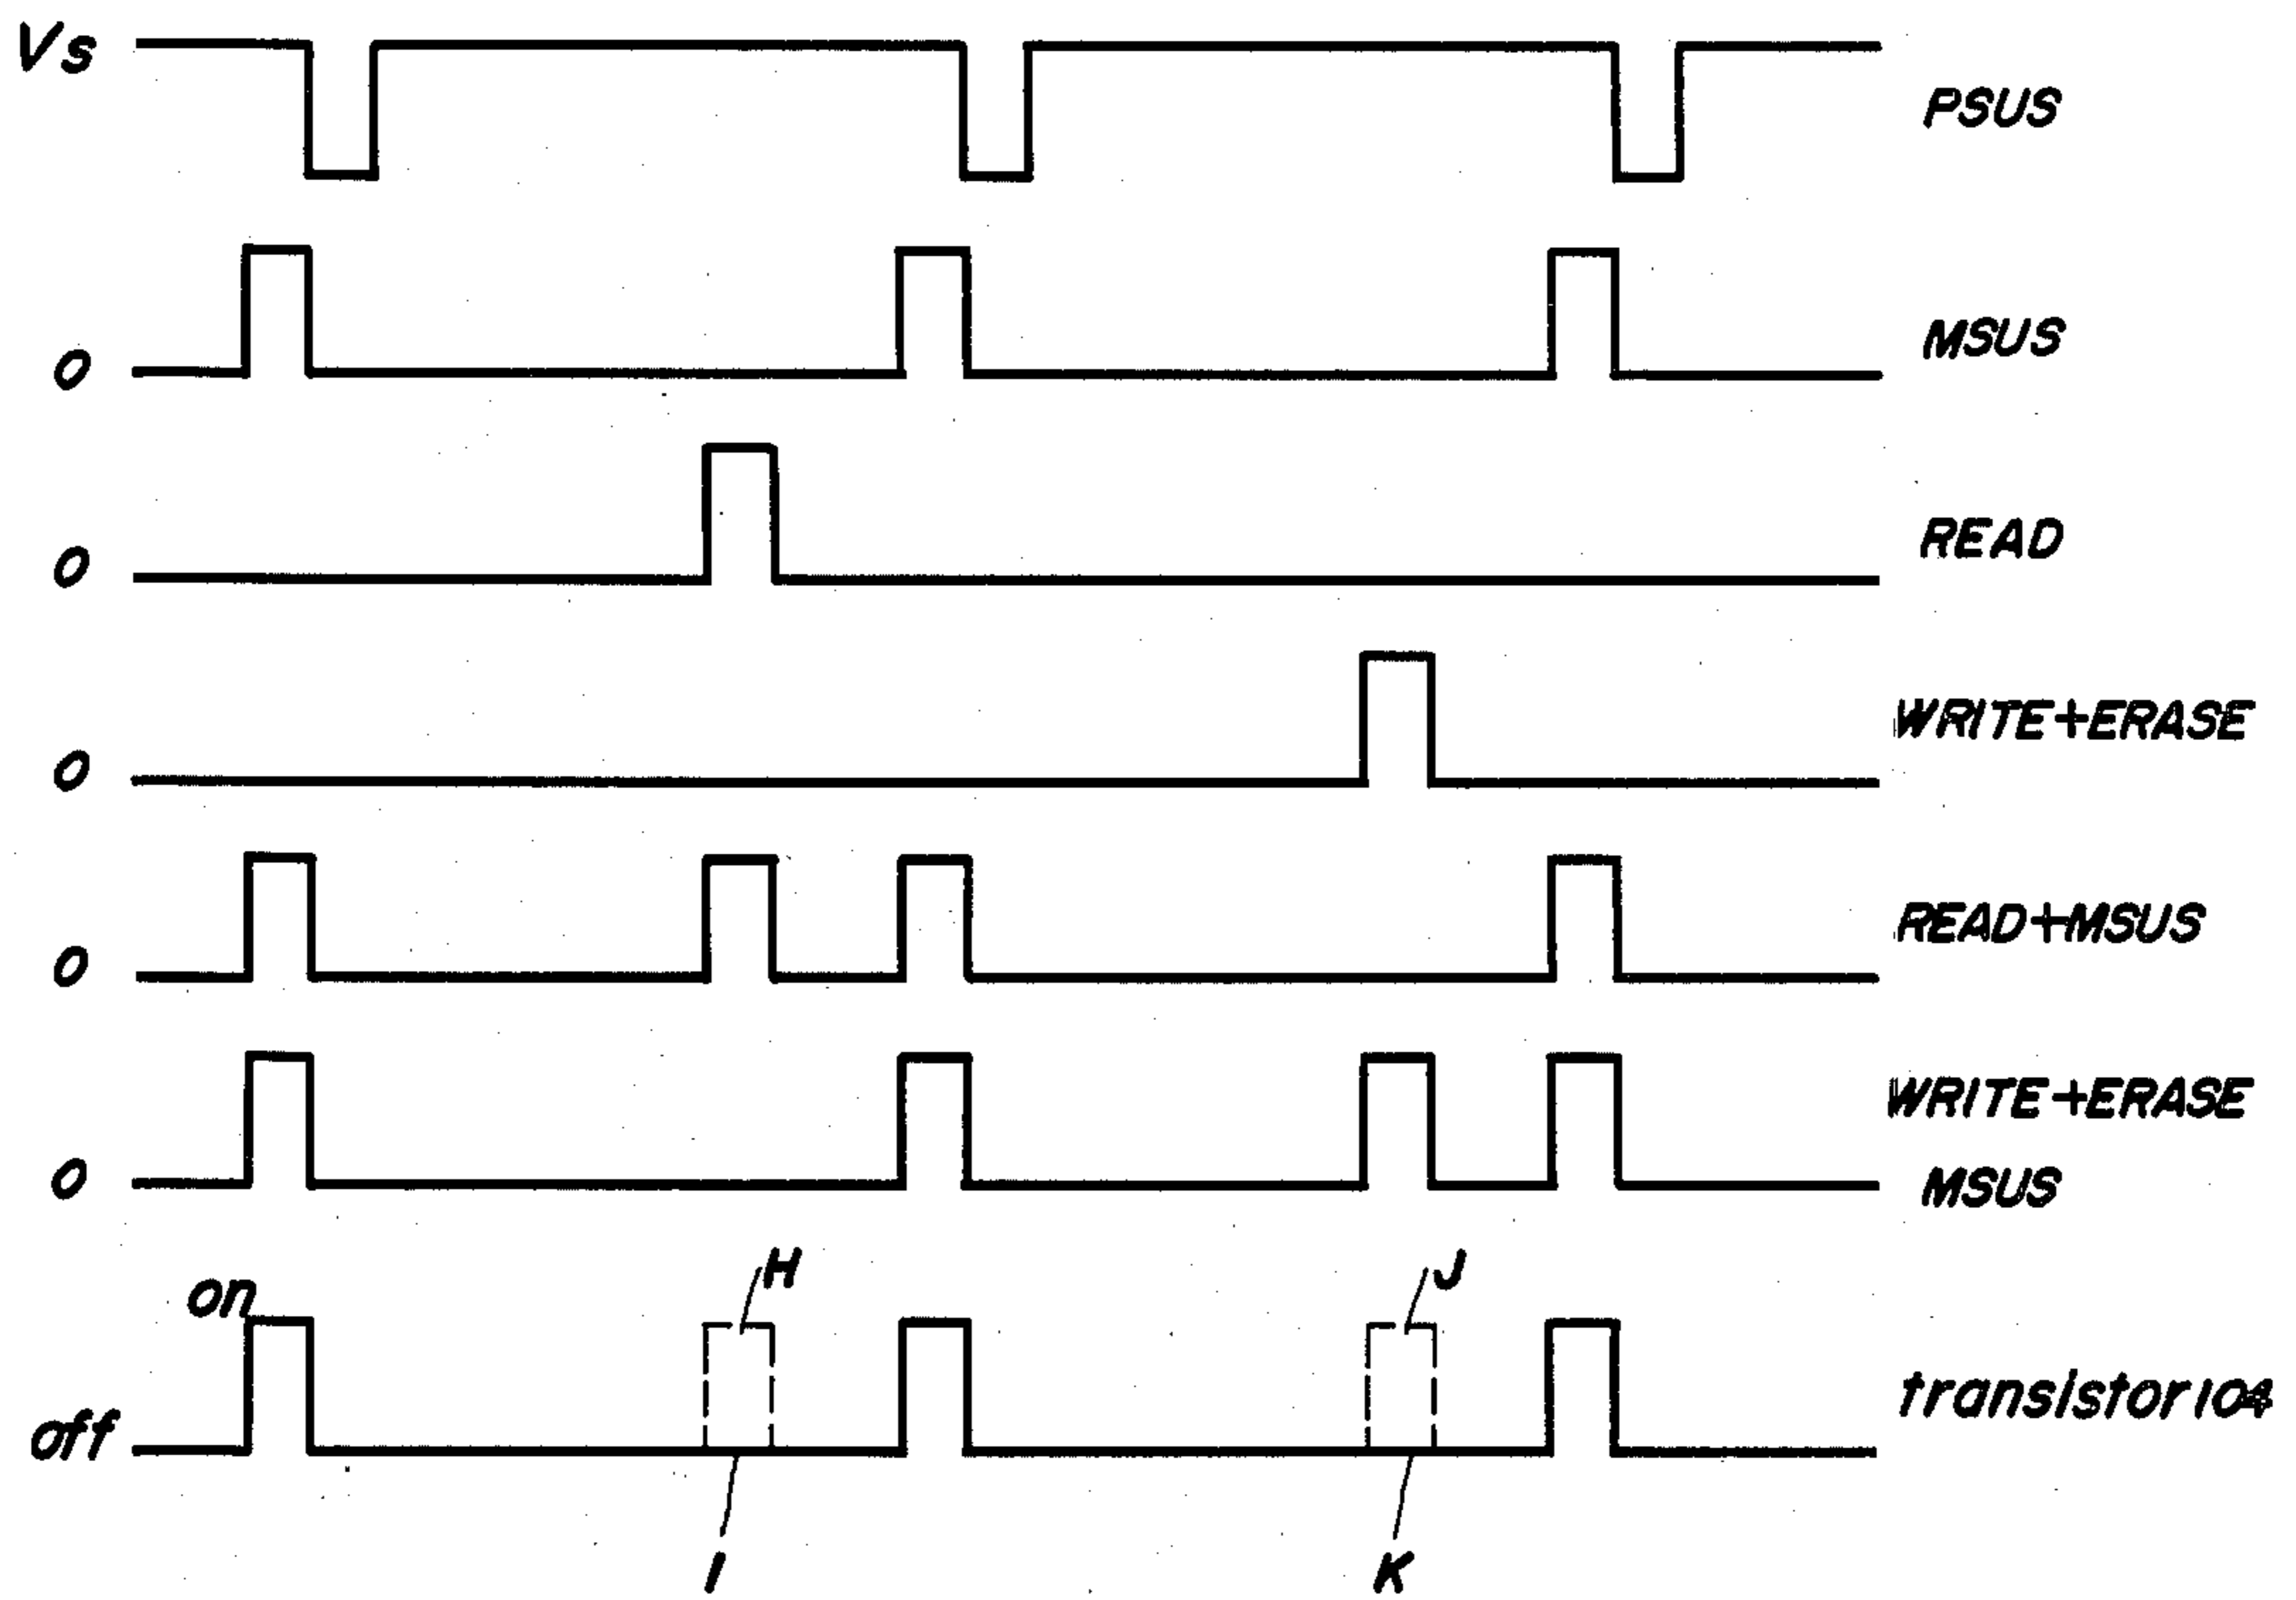 Vs
PSUS
0
MSUS
0
READ
0
WRITE+ERASE
0
READ+MSUS
WRITE+ERASE
0
MSUS
H
J
on
transistor 104
off
I
K